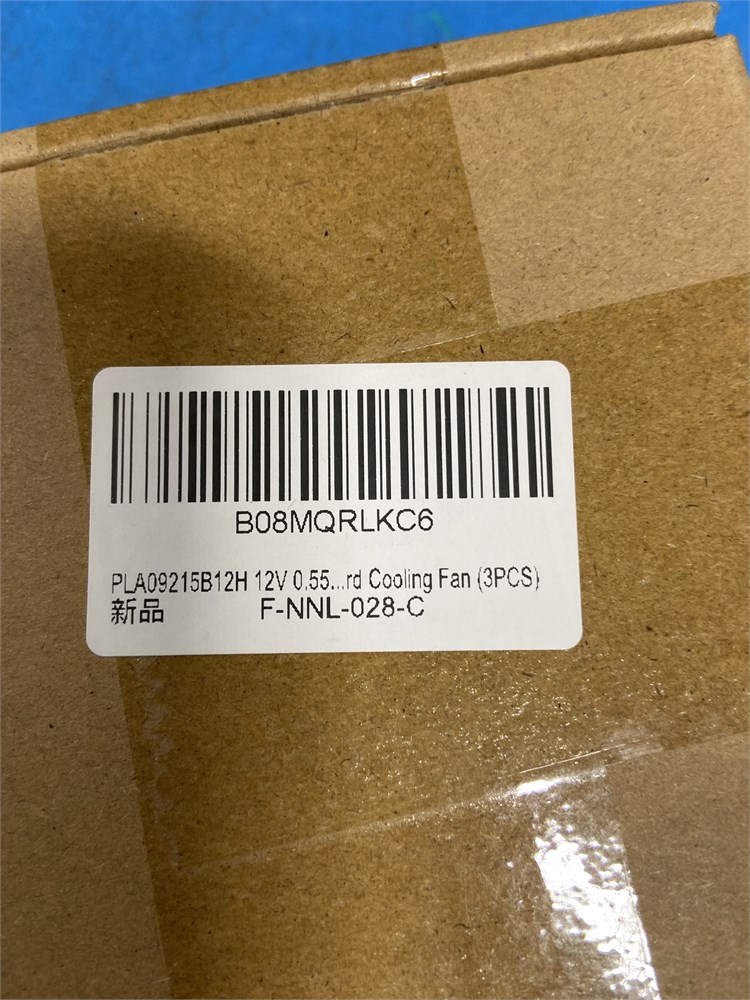 B08MQRLKC6
PLA09215B12H 12V 0.55...rd Cooling Fan (3PCS)
新品 F-NNL-028-C